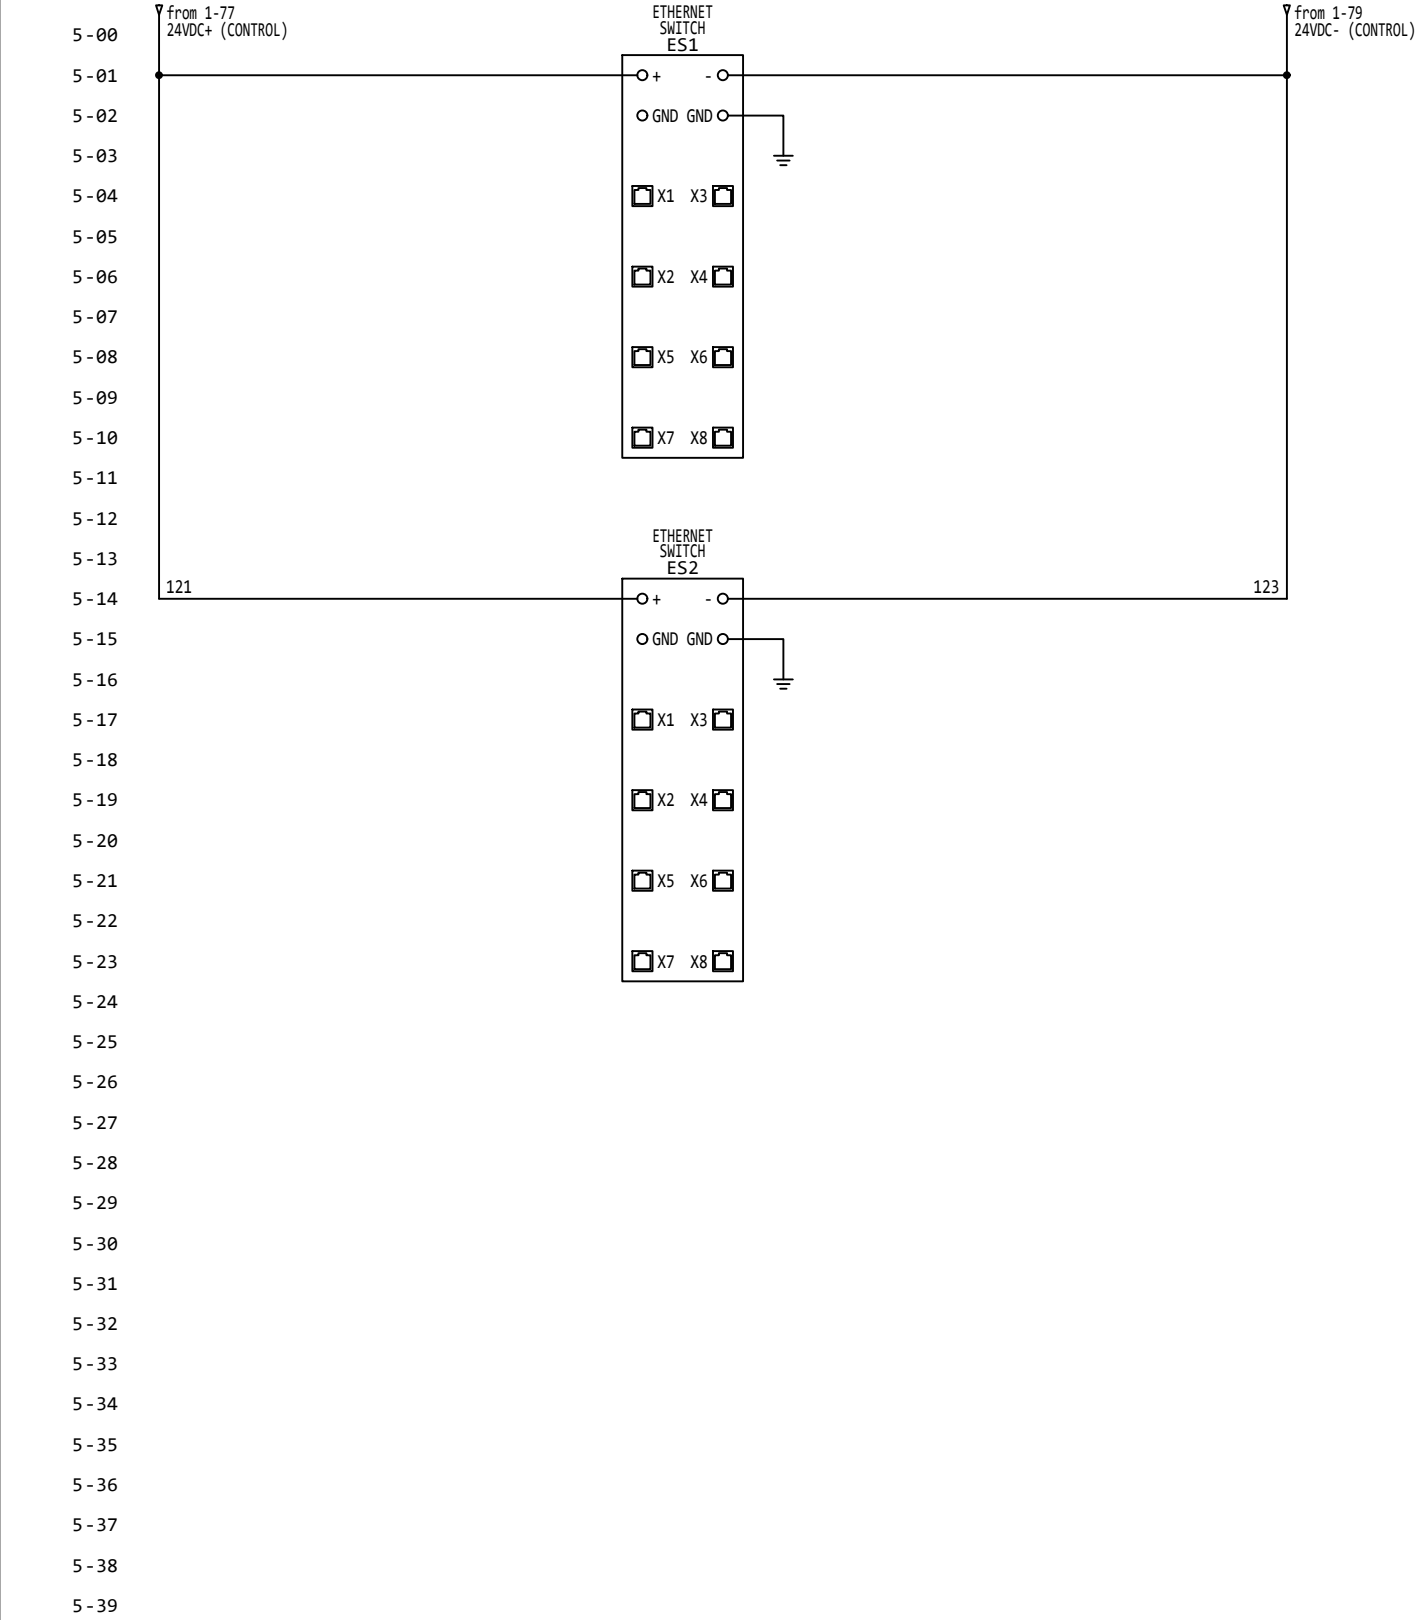 from 1-77
24VDC+ (CONTROL)
ETHERNET
SWITCH
ES1
from 1-79
24VDC- (CONTROL)
5-00
5-01
+ -
5-02
GND GND
5-03
5-04
X1 X3
5-05
5-06
X2 X4
5-07
5-08
X5 X6
5-09
5-10
X7 X8
5-11
5-12
ETHERNET
SWITCH
ES2
5-13
121
123
5-14
+ -
5-15
GND GND
5-16
5-17
X1 X3
5-18
5-19
X2 X4
5-20
5-21
X5 X6
5-22
5-23
X7 X8
5-24
5-25
5-26
5-27
5-28
5-29
5-30
5-31
5-32
5-33
5-34
5-35
5-36
5-37
5-38
5-39